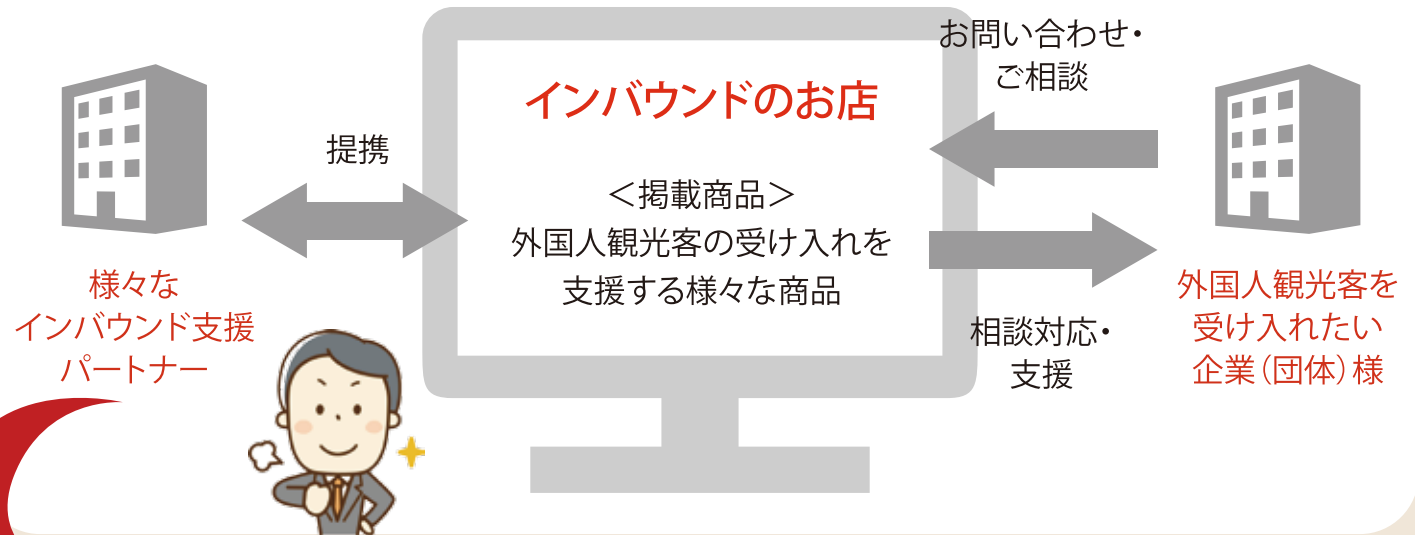 お問い合わせ・
ご相談
インバウンドのお店
提携
＜掲載商品＞
外国人観光客の受け入れを
支援する様々な商品
様々な
インバウンド支援
パートナー
相談対応・
支援
外国人観光客を
受け入れたい
企業（団体）様